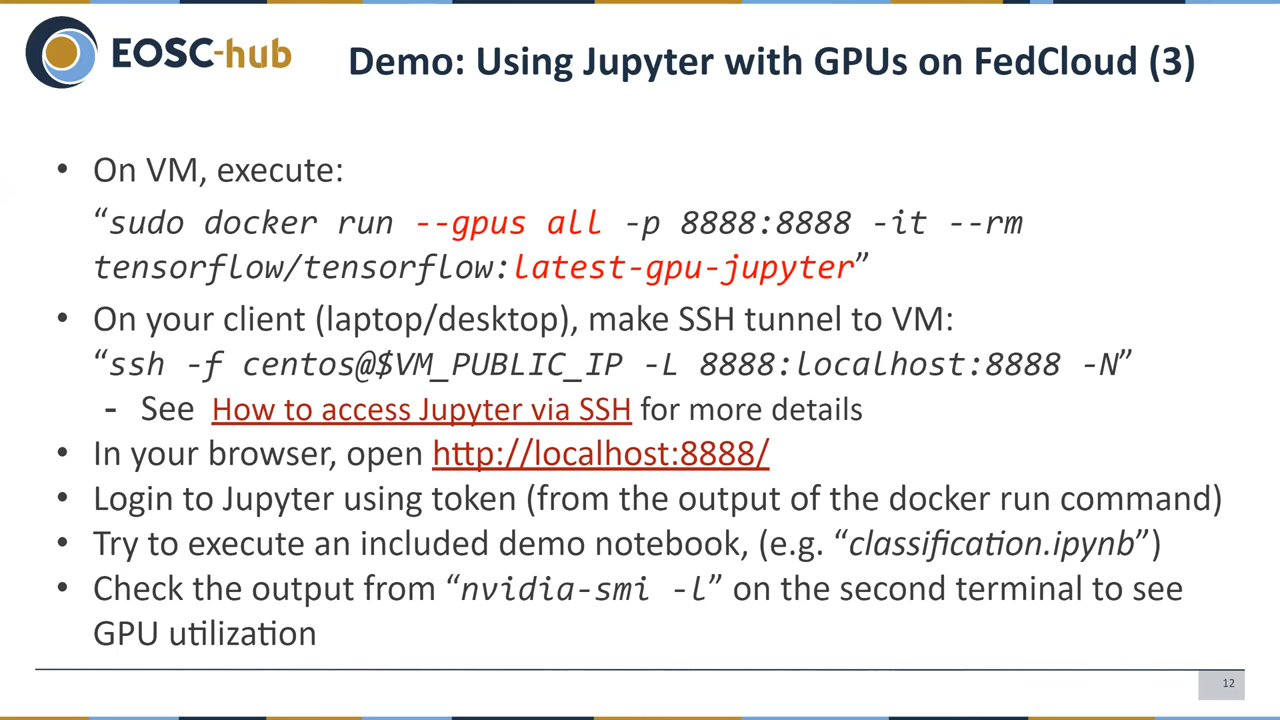 EOSC-hub
Demo: Using Jupyter with GPUs on FedCloud (3)
• On VM, execute:
“sudo docker run --gpus all -p 8888:8888 -it --rm
tensorflow/tensorflow:latest-gpu-jupyter”
• On your client (laptop/desktop), make SSH tunnel to VM:
“ssh -f centos@$VM_PUBLIC_IP -L 8888:localhost:8888 -N”
- See How to access Jupyter via SSH for more details
• In your browser, open http://localhost:8888/
• Login to Jupyter using token (from the output of the docker run command)
• Try to execute an included demo notebook, (e.g. “classification.ipynb”)
• Check the output from “nvidia-smi -l” on the second terminal to see
GPU utilization
12